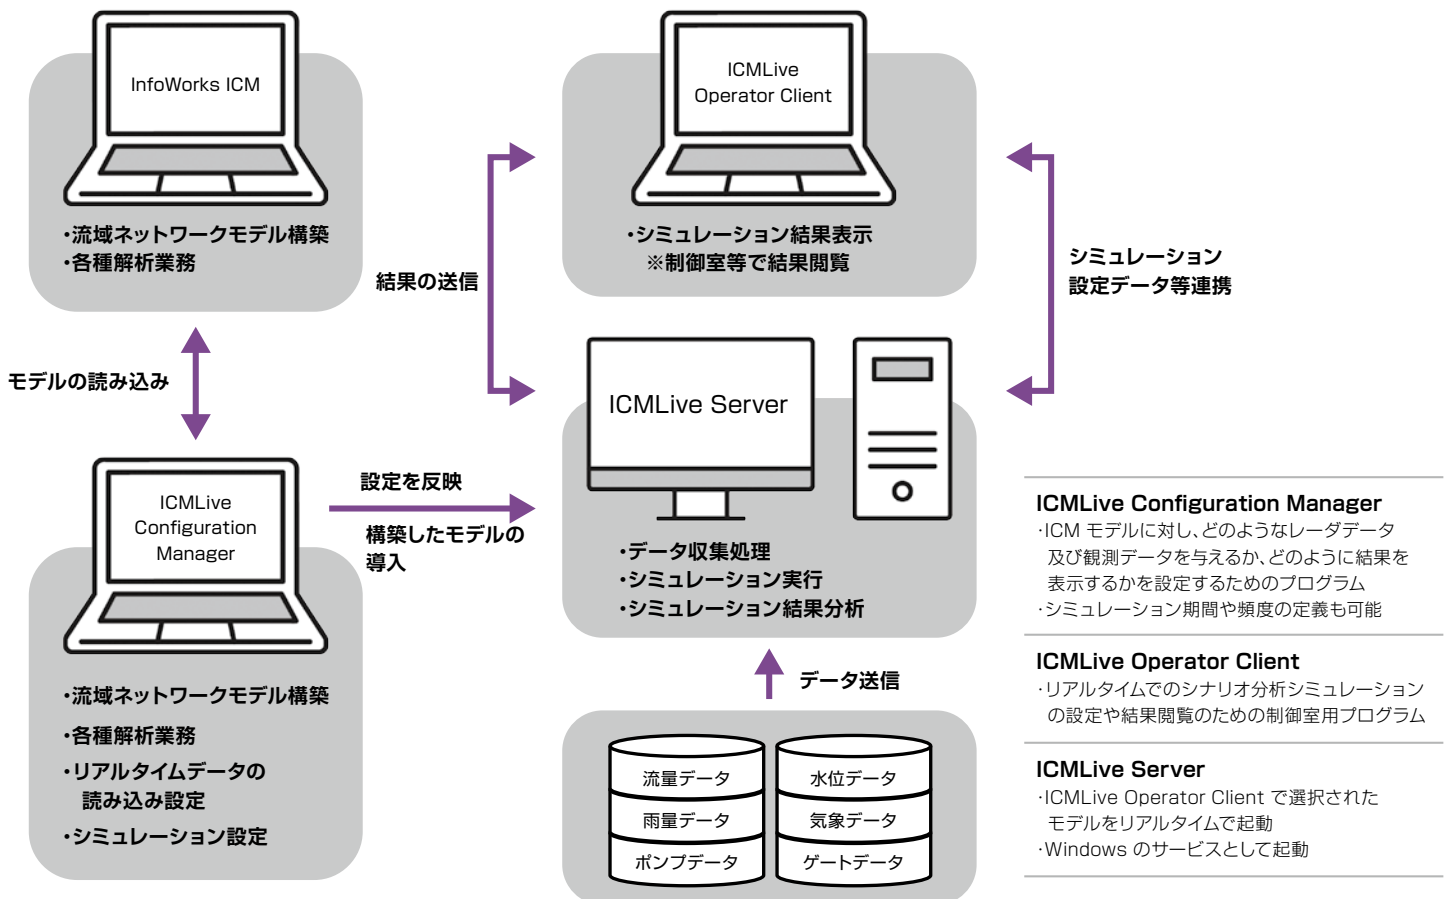 InfoWorks ICM
・流域ネットワークモデル構築
・各種解析業務
ICMLive
Operator Client
・シミュレーション結果表示
※制御室等で結果閲覧
結果の送信
シミュレーション
設定データ等連携
モデルの読み込み
ICMLive Server
・データ収集処理
・シミュレーション実行
・シミュレーション結果分析
ICMLive
Configuration
Manager
設定を反映
構築したモデルの
導入
・流域ネットワークモデル構築
・各種解析業務
・リアルタイムデータの
読み込み設定
・シミュレーション設定
データ送信
流量データ
雨量データ
ポンプデータ
水位データ
気象データ
ゲートデータ
ICMLive Configuration Manager
・ICM モデルに対し、どのようなレーダデータ
及び観測データを与えるか、どのように結果を
表示するかを設定するためのプログラム
・シミュレーション期間や頻度の定義も可能
ICMLive Operator Client
・リアルタイムでのシナリオ分析シミュレーション
の設定や結果閲覧のための制御室用プログラム
ICMLive Server
・ICMLive Operator Client で選択された
モデルをリアルタイムで起動
・Windows のサービスとして起動